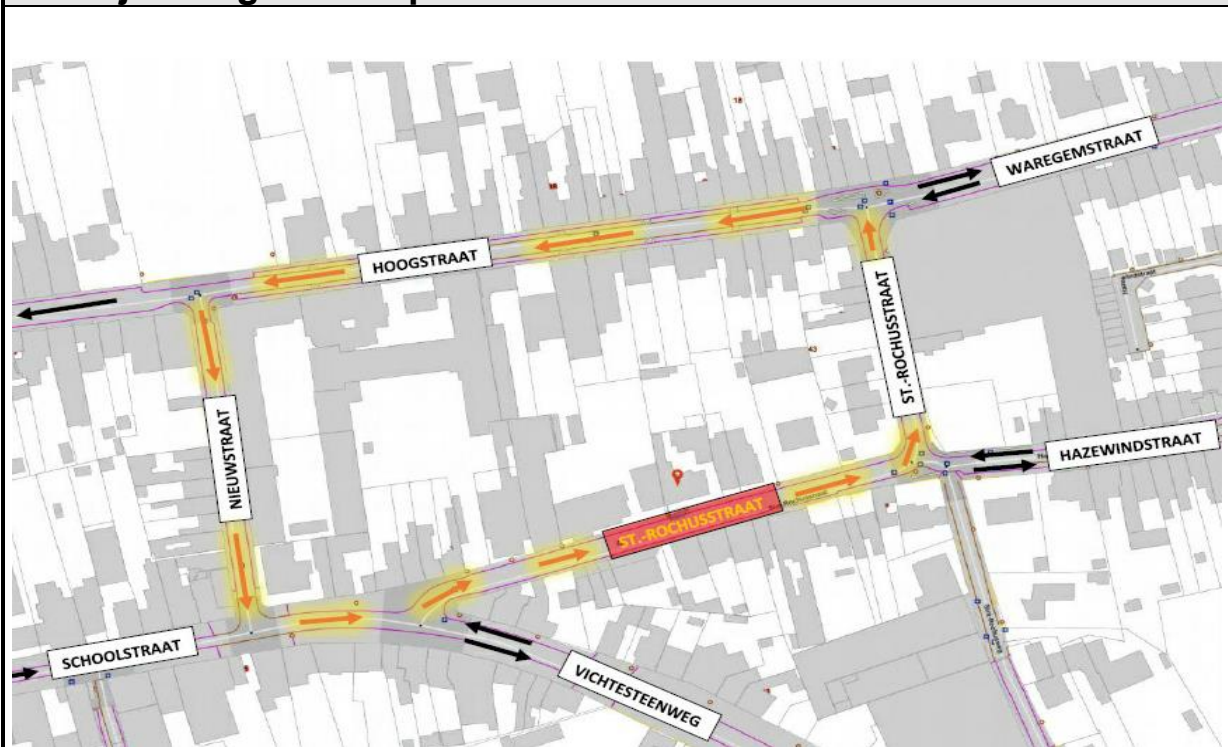 WAREGEMSTRAAT
HOOGSTRAAT
ST.-ROCHUSSTRAAT
HAZEWINDSTRAAT
NIEUWSTRAAT
ST.-ROCHUSSTRAAT
SCHOOLSTRAAT
VICHTESTEENWEG